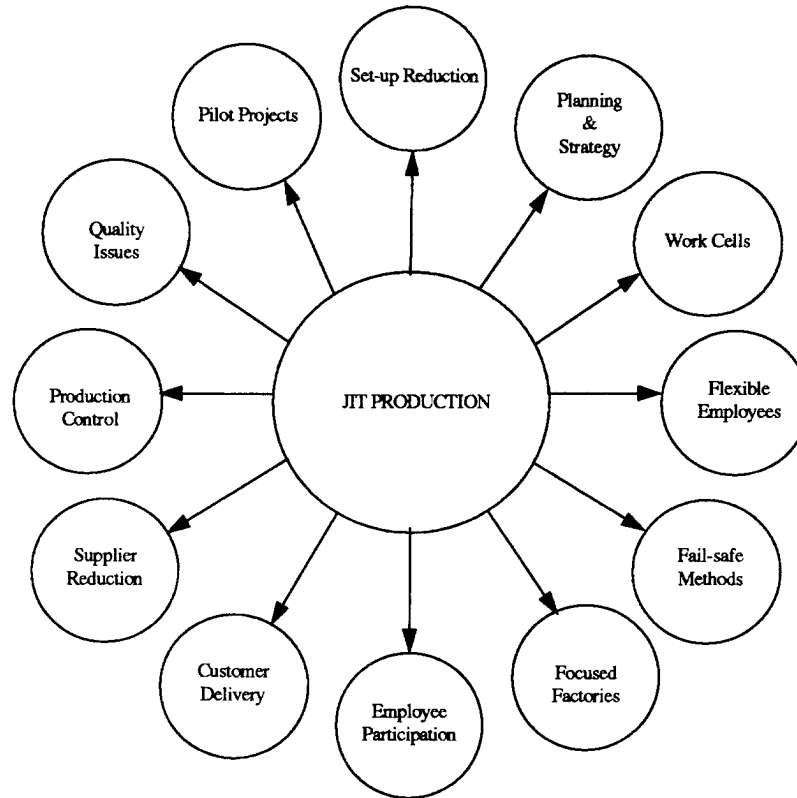 Set-up Reduction
Planning
&
Strategy
Work Cells
Flexible
Employees
Fail-safe
Methods
Focused
Factories
Employee
Participation
Customer
Delivery
Supplier
Reduction
Production
Control
Quality
Issues
Pilot Projects
JIT PRODUCTION